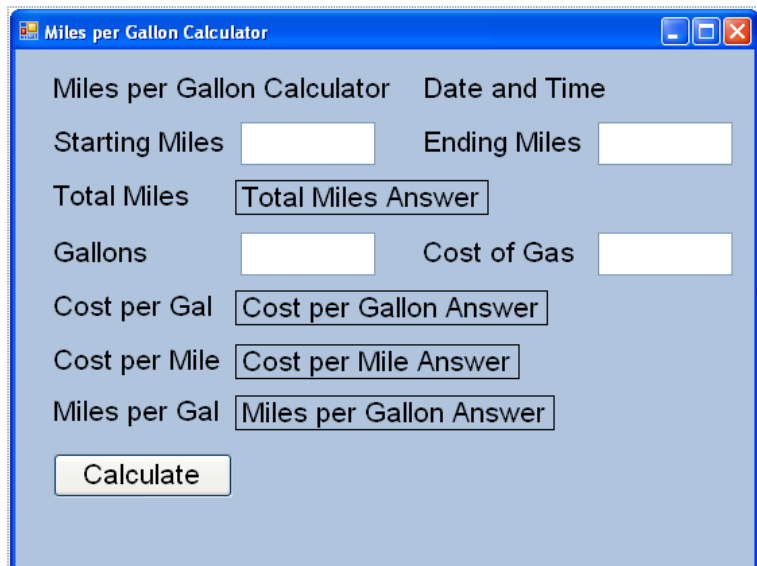 Miles per Gallon Calculator
Miles per Gallon Calculator Date and Time
Starting Miles Ending Miles
Total Miles Total Miles Answer
Gallons Cost of Gas
Cost per Gal Cost per Gallon Answer
Cost per Mile Cost per Mile Answer
Miles per Gal Miles per Gallon Answer
Calculate